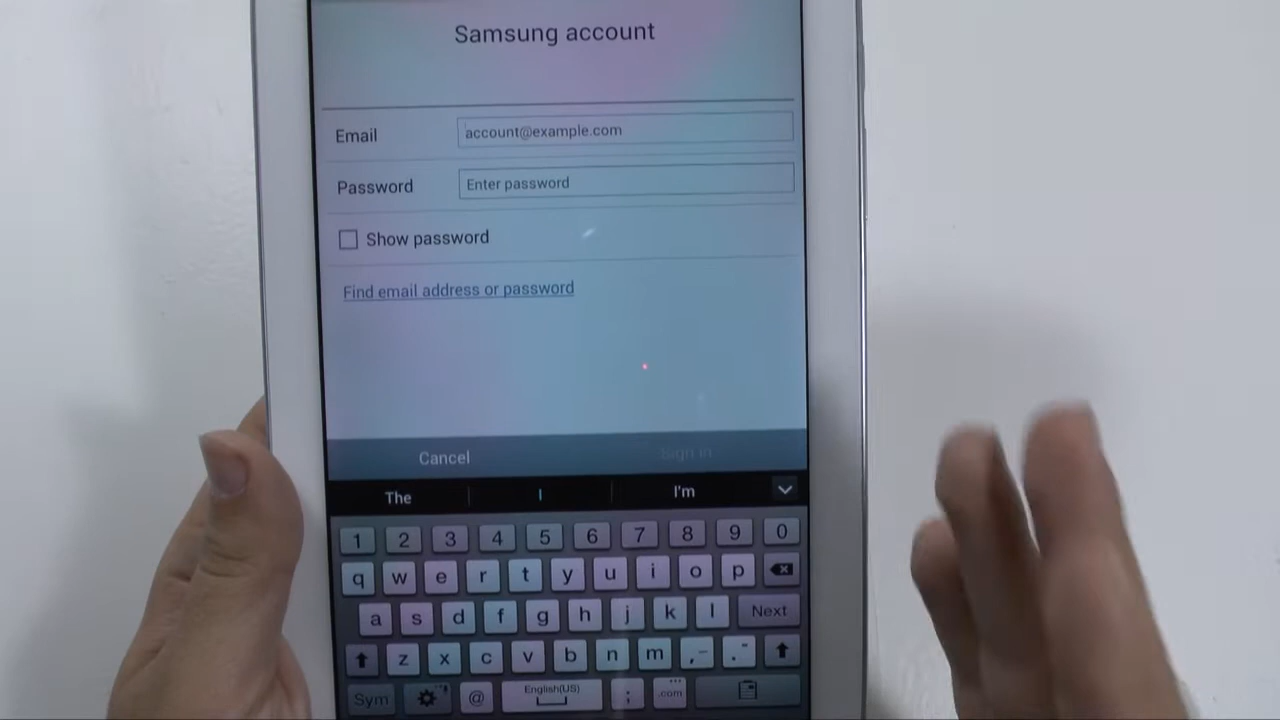 Samsung account
Email account@example.com
Password Enter password
Show password
Find email address or password
Cancel Sign in
The I I'm
1 2 3 4 5 6 7 8 9 0
q w e r t y u i o p
a s d f g h j k l Next
z x c v b n m ,- ."
Sym @ English(US) ; .com